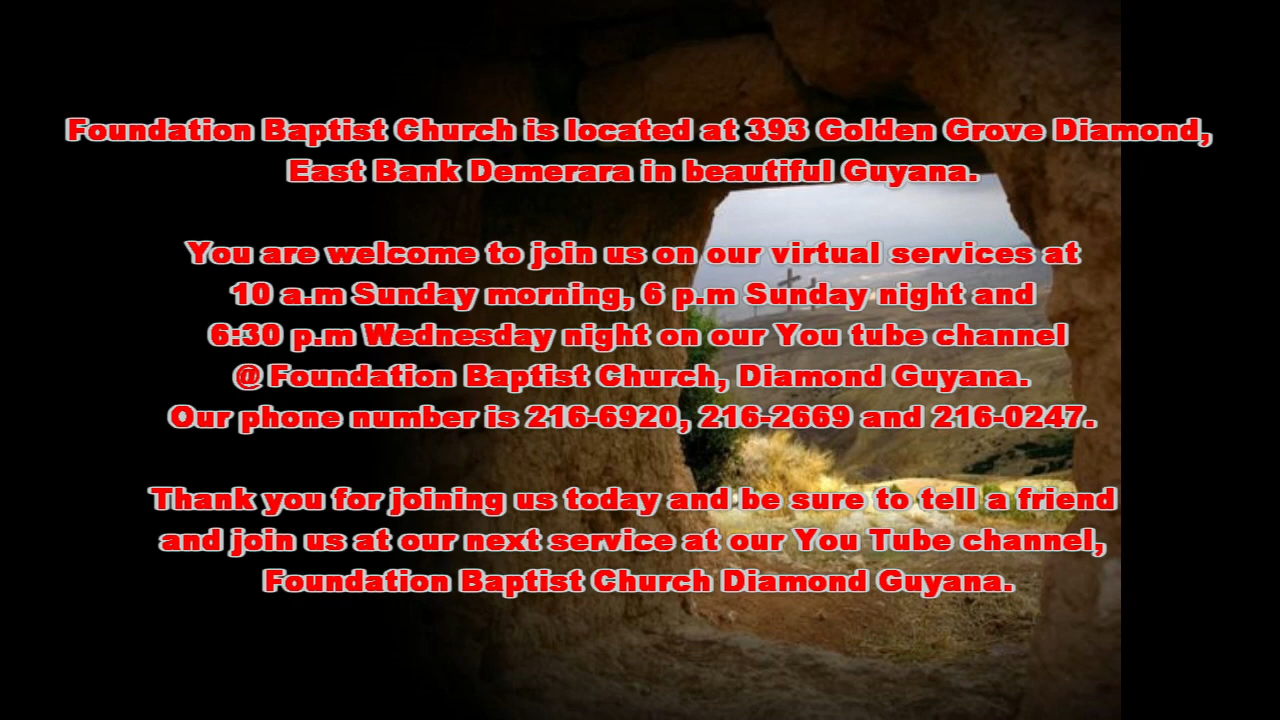 Foundation Baptist Church is located at 393 Golden Grove Diamond,
East Bank Demerara in beautiful Guyana.
You are welcome to join us on our virtual services at
10 a.m Sunday morning, 6 p.m Sunday night and
6:30 p.m Wednesday night on our You tube channel
@ Foundation Baptist Church, Diamond Guyana.
Our phone number is 216-6920, 216-2669 and 216-0247.
Thank you for joining us today and be sure to tell a friend
and join us at our next service at our You Tube channel,
Foundation Baptist Church Diamond Guyana.